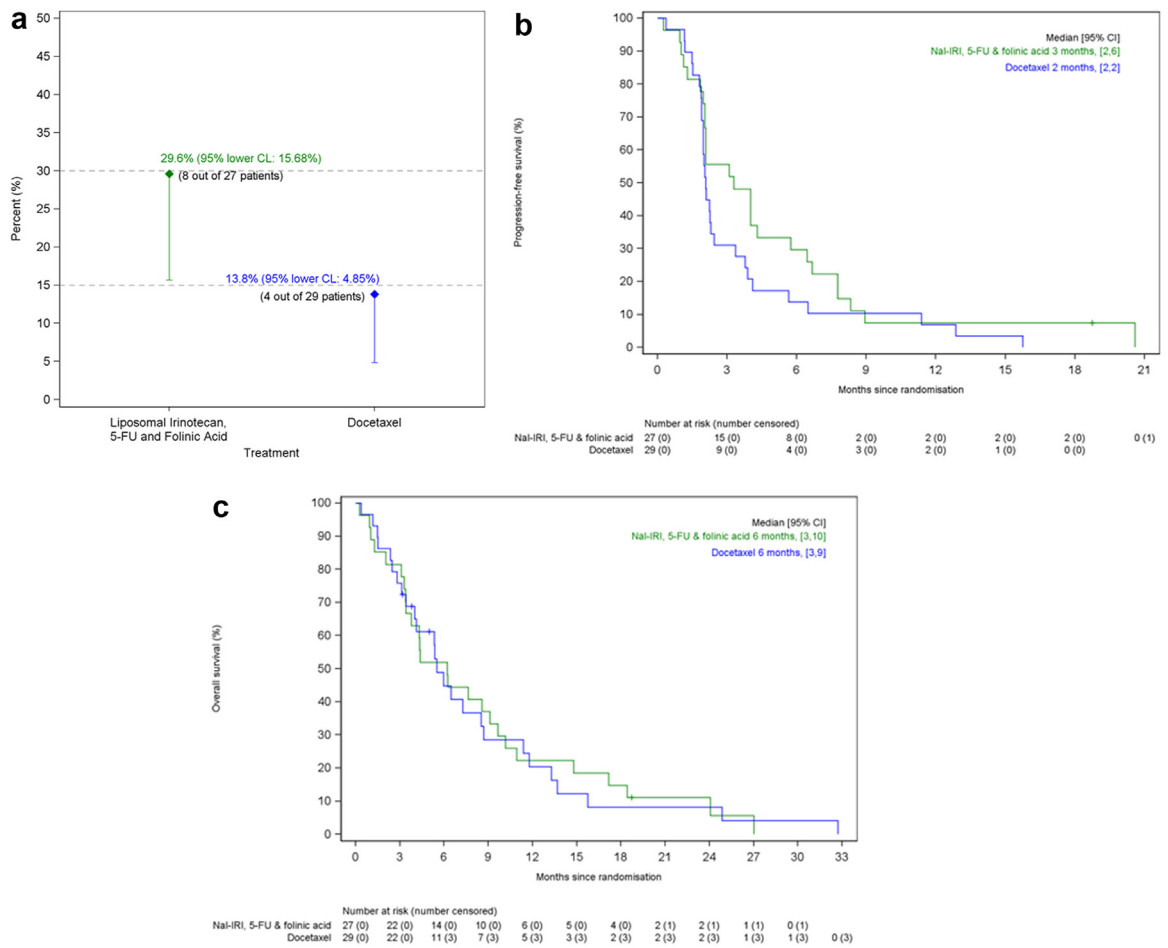 a
50
45
40
35
30
25
20
15
10
5
0
Percent (%)
29.6% (95% lower CL: 15.68%)
(8 out of 27 patients)
13.8% (95% lower CL: 4.85%)
(4 out of 29 patients)
Liposomal Irinotecan,
5-FU and Folinic Acid
Docetaxel
Treatment
b
100
90
80
70
60
50
40
30
20
10
0
Progression-free survival (%)
Median [95% CI]
Nal-IRI, 5-FU & folinic acid 3 months, [2,6]
Docetaxel 2 months, [2,2]
0 3 6 9 12 15 18 21
Months since randomisation
Number at risk (number censored)
Nal-IRI, 5-FU & folinic acid 27 (0) 15 (0) 8 (0) 2 (0) 2 (0) 2 (0) 2 (0) 0 (1)
Docetaxel 29 (0) 9 (0) 4 (0) 3 (0) 2 (0) 1 (0) 0 (0)
c
100
90
80
70
60
50
40
30
20
10
0
Overall survival (%)
Median [95% CI]
Nal-IRI, 5-FU & folinic acid 6 months, [3,10]
Docetaxel 6 months, [3,9]
0 3 6 9 12 15 18 21 24 27 30 33
Months since randomisation
Number at risk (number censored)
Nal-IRI, 5-FU & folinic acid 27 (0) 22 (0) 14 (0) 10 (0) 6 (0) 5 (0) 4 (0) 2 (1) 2 (1) 1 (1) 0 (1)
Docetaxel 29 (0) 22 (0) 11 (3) 7 (3) 5 (3) 3 (3) 2 (3) 2 (3) 2 (3) 1 (3) 1 (3) 0 (3)